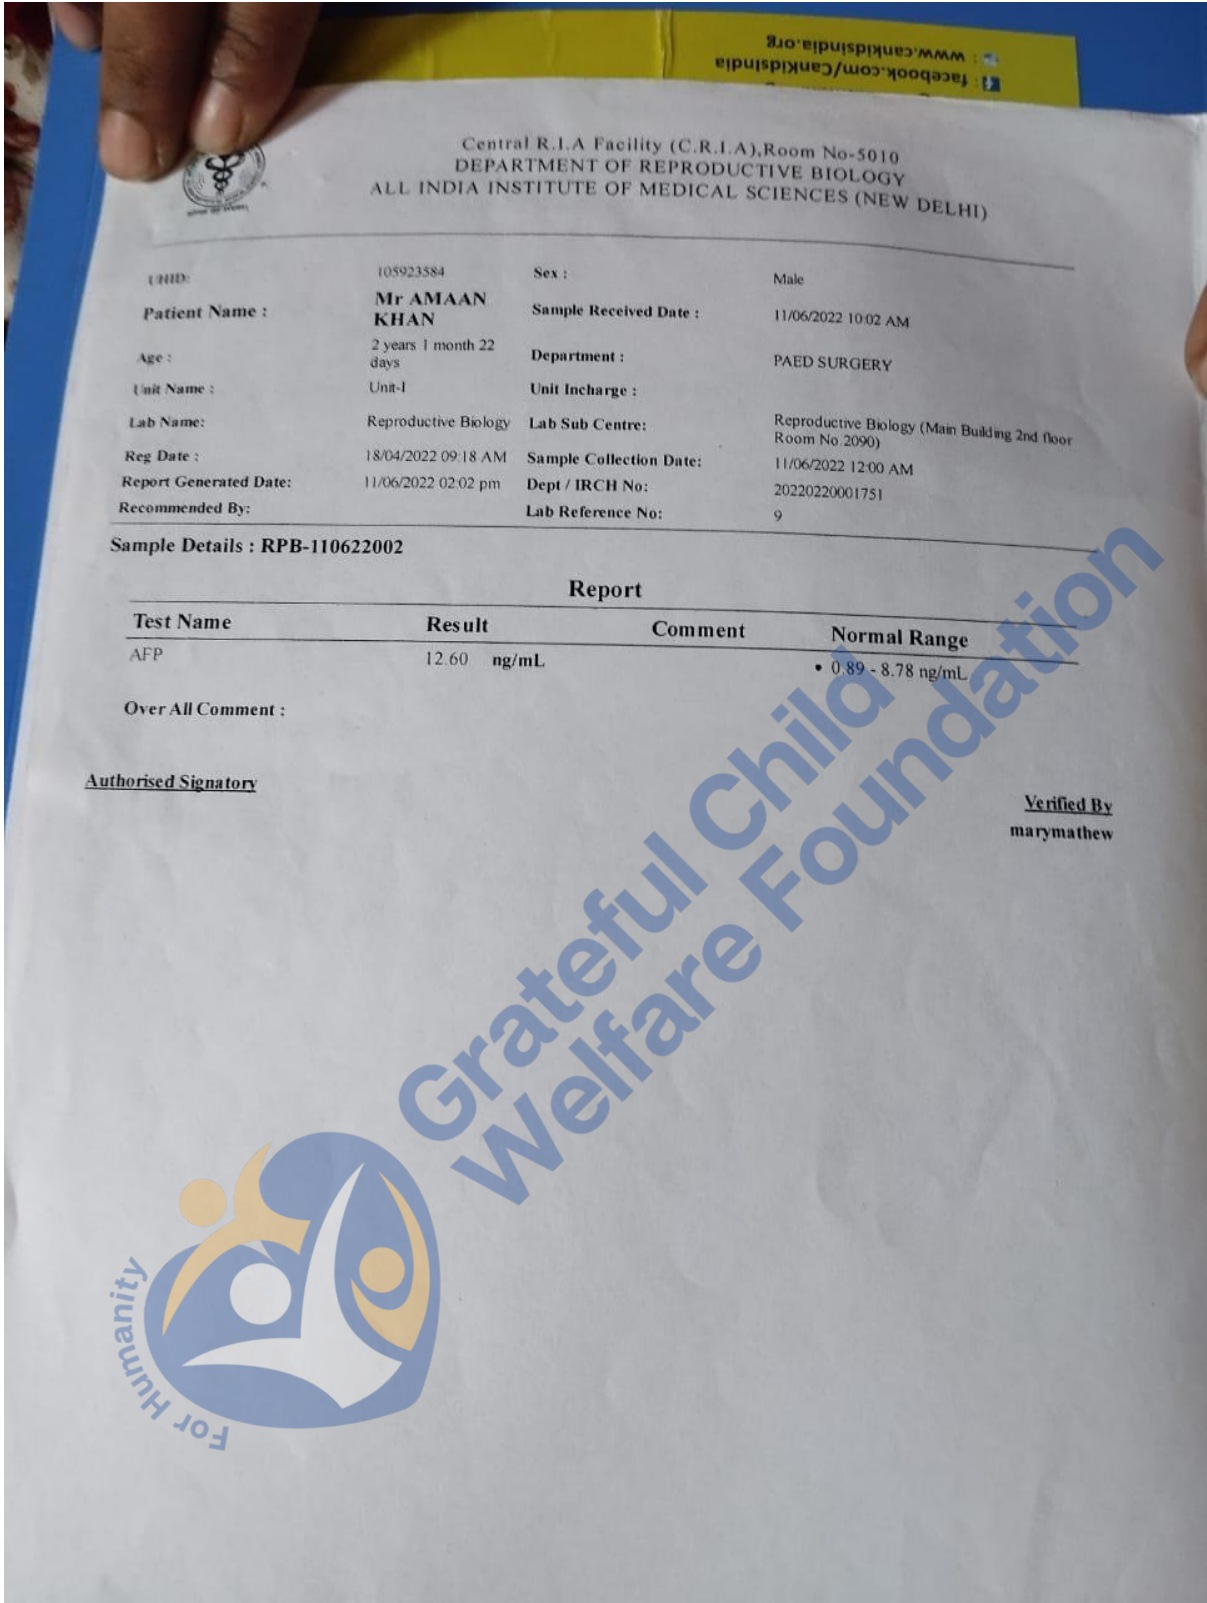 : www.cankidsindia.org
: facebook.com/CanKidsIndia
Central R.I.A Facility (C.R.I.A),Room No-5010
DEPARTMENT OF REPRODUCTIVE BIOLOGY
ALL INDIA INSTITUTE OF MEDICAL SCIENCES (NEW DELHI)
UHID: 105923584 Sex : Male
Patient Name : Mr AMAAN KHAN Sample Received Date : 11/06/2022 10:02 AM
Age : 2 years 1 month 22 days Department : PAED SURGERY
Unit Name : Unit-I Unit Incharge :
Lab Name: Reproductive Biology Lab Sub Centre: Reproductive Biology (Main Building 2nd floor Room No.2090)
Reg Date : 18/04/2022 09:18 AM Sample Collection Date: 11/06/2022 12:00 AM
Report Generated Date: 11/06/2022 02:02 pm Dept / IRCH No: 20220220001751
Recommended By: Lab Reference No: 9
Sample Details : RPB-110622002
Report
Test Name Result Comment Normal Range
AFP 12.60 ng/mL • 0.89 - 8.78 ng/mL
Over All Comment :
Authorised Signatory
Verified By
marymathew
Grateful Child
Welfare Foundation
For Humanity